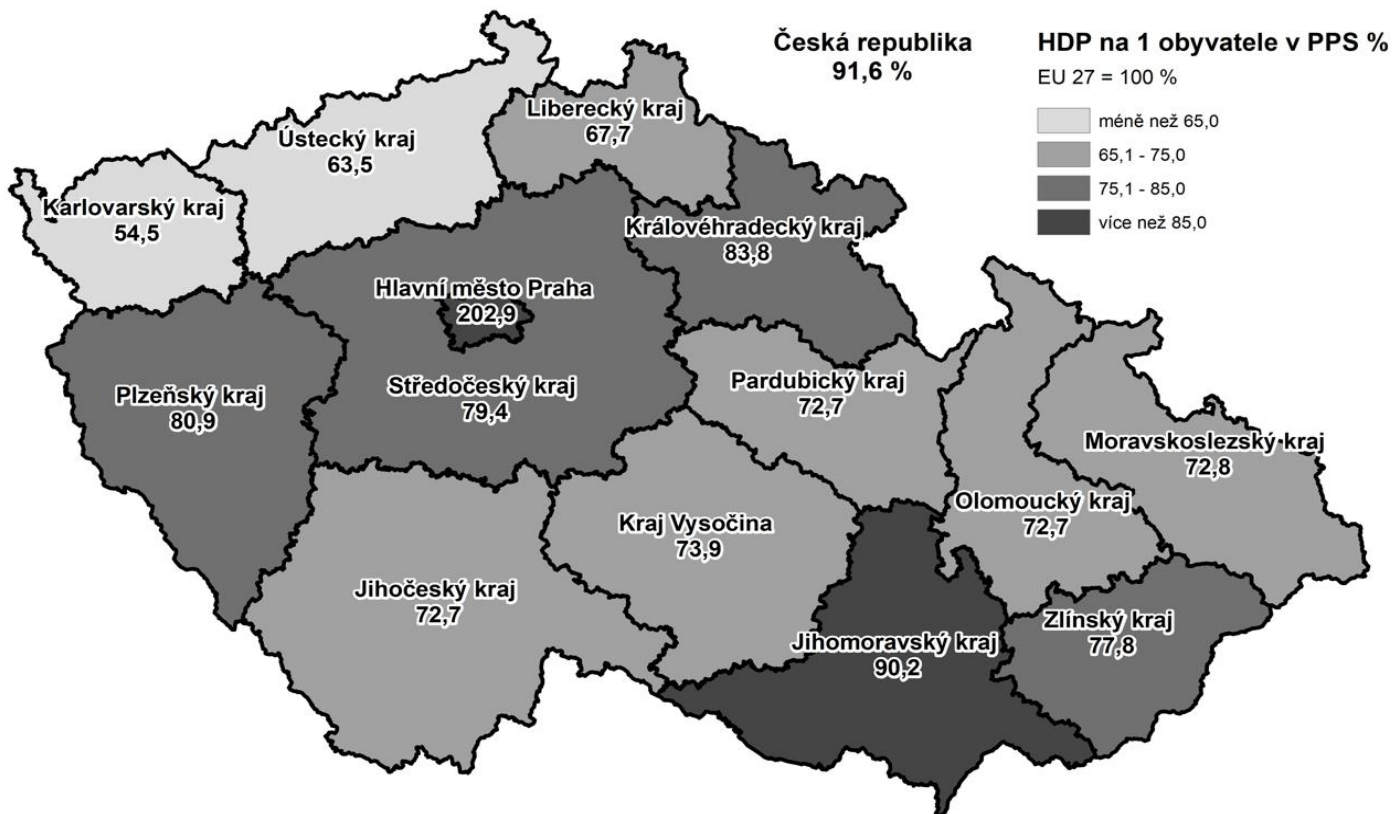 Česká republika
91,6 %
HDP na 1 obyvatele v PPS %
EU 27 = 100 %
méně než 65,0
65,1 - 75,0
75,1 - 85,0
více než 85,0
Liberecký kraj
67,7
Ústecký kraj
63,5
Karlovarský kraj
54,5
Královéhradecký kraj
83,8
Hlavní město Praha
202,9
Středočeský kraj
79,4
Plzeňský kraj
80,9
Pardubický kraj
72,7
Moravskoslezský kraj
72,8
Olomoucký kraj
72,7
Kraj Vysočina
73,9
Jihočeský kraj
72,7
Zlínský kraj
77,8
Jihomoravský kraj
90,2